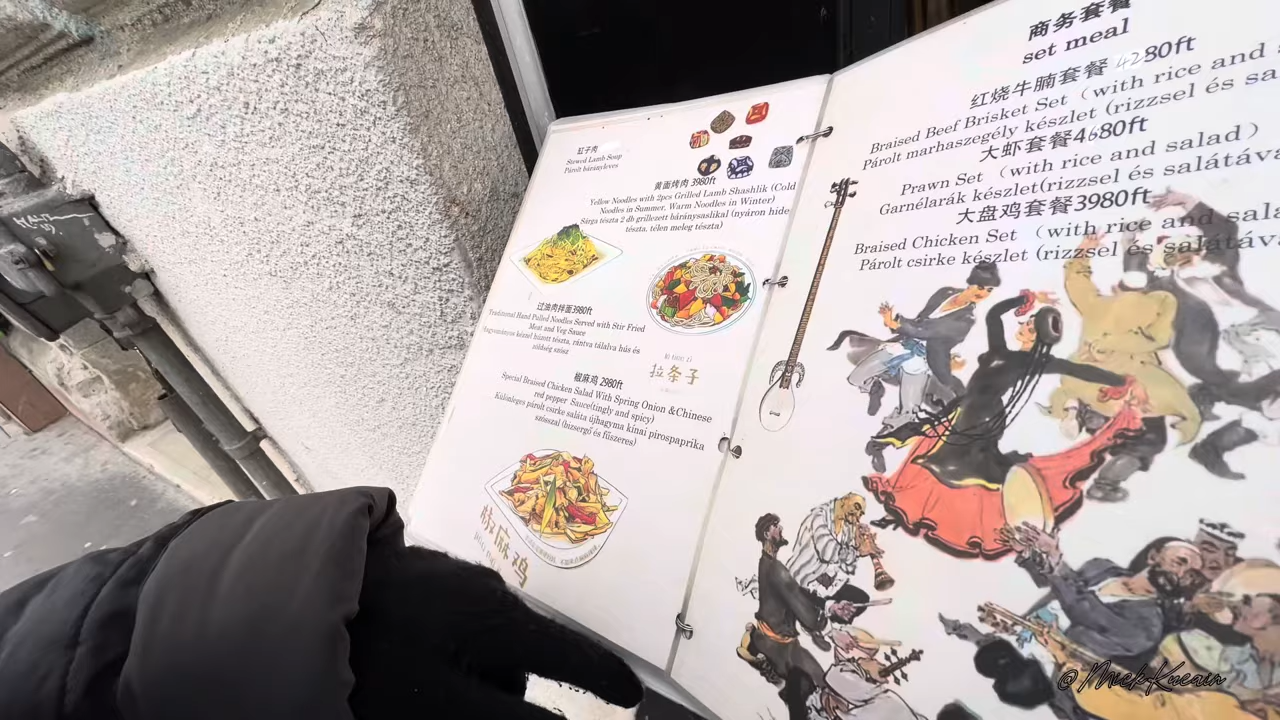 缸子肉
Stewed Lamb Soup
Párolt bárányleves
黄面烤肉 3980ft
Yellow Noodles with 2pcs Grilled Lamb Shashlik (Cold
Noodles in Summer, Warm Noodles in Winter)
Sárga tészta 2 db grillezett báránysaslikal (nyáron hide
tészta, télen meleg tészta)
过油肉拌面3980ft
Traditional Hand Pulled Noodles Served with Stir Fried
Meat and Veg Sauce
Hagyományos kézzel húzott tészta, rántva tálalva hús és
zöldség szósz
拉条子
椒麻鸡 2980ft
Special Braised Chicken Salad With Spring Onion &Chinese
red pepper Sauce(tingly and spicy)
Különleges párolt csirke saláta újhagyma kínai pirospaprika
szósszal (bizsergő és fűszeres)
椒麻鸡
商务套餐
set meal
红烧牛腩套餐 4280ft
Braised Beef Brisket Set （with rice and
Párolt marhaszegély készlet (rizzsel és sa
大虾套餐4680ft
Prawn Set （with rice and salad）
Garnélarák készlet(rizzsel és salátáva
大盘鸡套餐3980ft
Braised Chicken Set （with rice and sala
Párolt csirke készlet (rizzsel és salátáv
@MickKucain